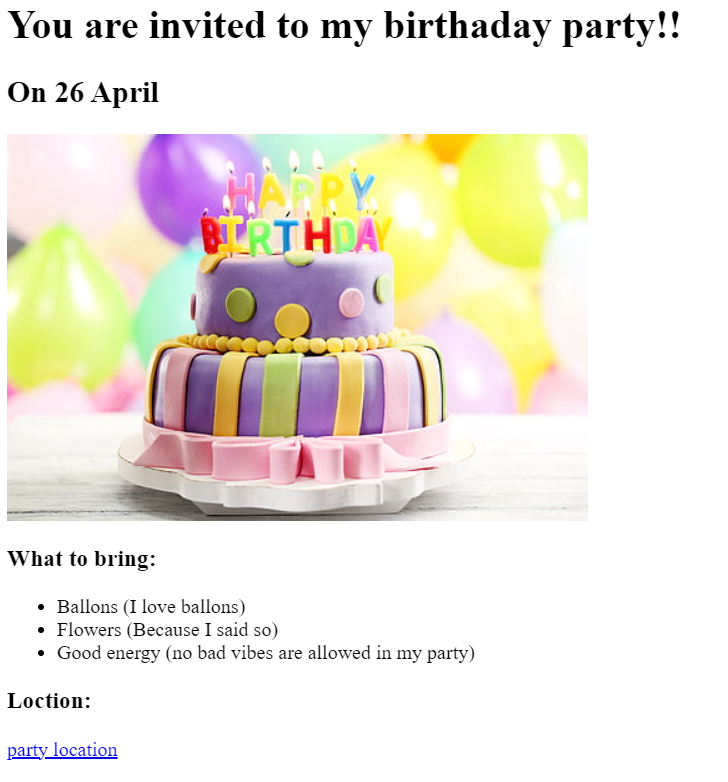 You are invited to my birthaday party!!
On 26 April
HAPPY
BIRTHDAY
What to bring:
Ballons (I love ballons)
Flowers (Because I said so)
Good energy (no bad vibes are allowed in my party)
Loction:
party location